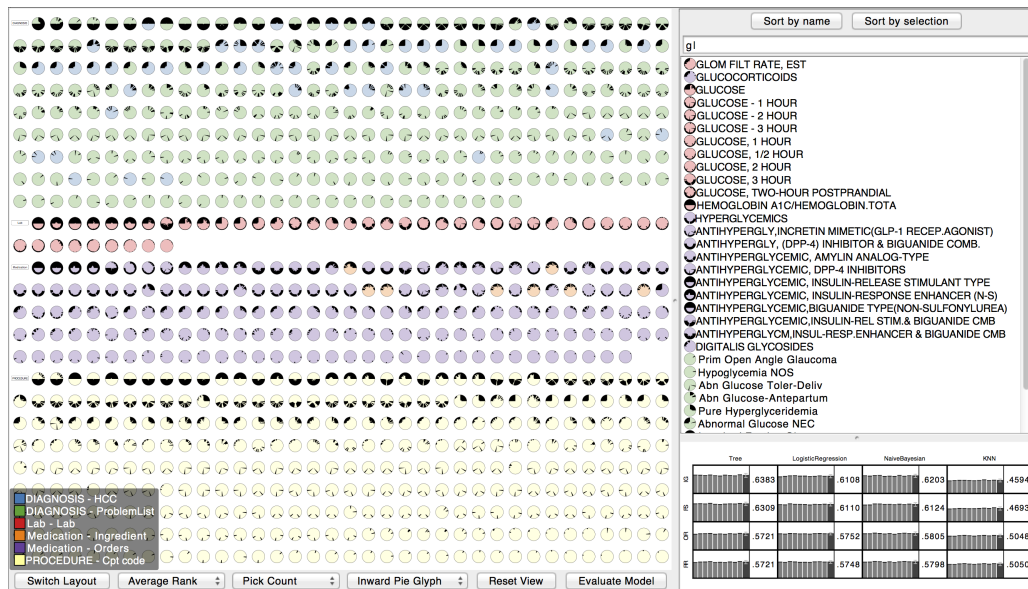 Sort by name
Sort by selection
gl
DIAGNOSIS
Lab
Medication
PROCEDURE
GLOM FILT RATE, EST
GLUCOCORTICOIDS
GLUCOSE
GLUCOSE - 1 HOUR
GLUCOSE - 2 HOUR
GLUCOSE - 3 HOUR
GLUCOSE, 1 HOUR
GLUCOSE, 1/2 HOUR
GLUCOSE, 2 HOUR
GLUCOSE, 3 HOUR
GLUCOSE, TWO-HOUR POSTPRANDIAL
HEMOGLOBIN A1C/HEMOGLOBIN.TOTA
HYPERGLYCEMICS
ANTIHYPERGLY,INCRETIN MIMETIC(GLP-1 RECEP.AGONIST)
ANTIHYPERGLY, (DPP-4) INHIBITOR & BIGUANIDE COMB.
ANTIHYPERGLYCEMIC, AMYLIN ANALOG-TYPE
ANTIHYPERGLYCEMIC, DPP-4 INHIBITORS
ANTIHYPERGLYCEMIC, INSULIN-RELEASE STIMULANT TYPE
ANTIHYPERGLYCEMIC, INSULIN-RESPONSE ENHANCER (N-S)
ANTIHYPERGLYCEMIC,BIGUANIDE TYPE(NON-SULFONYLUREA)
ANTIHYPERGLYCEMIC,INSULIN-REL STIM.& BIGUANIDE CMB
ANTIHYPERGLYCM,INSUL-RESP.ENHANCER & BIGUANIDE CMB
DIGITALIS GLYCOSIDES
Prim Open Angle Glaucoma
Hypoglycemia NOS
Abn Glucose Toler-Deliv
Abn Glucose-Antepartum
Pure Hyperglyceridemia
Abnormal Glucose NEC
Tree LogisticRegression NaiveBayesian KNN
IG .6383 .6108 .6203 .4594
FS .6309 .6110 .6124 .4693
OR .5721 .5752 .5805 .5048
RR .5721 .5748 .5798 .5050
DIAGNOSIS - HCC
DIAGNOSIS - ProblemList
Lab - Lab
Medication - Ingredient
Medication - Orders
PROCEDURE - Cpt code
Switch Layout
Average Rank
Pick Count
Inward Pie Glyph
Reset View
Evaluate Model